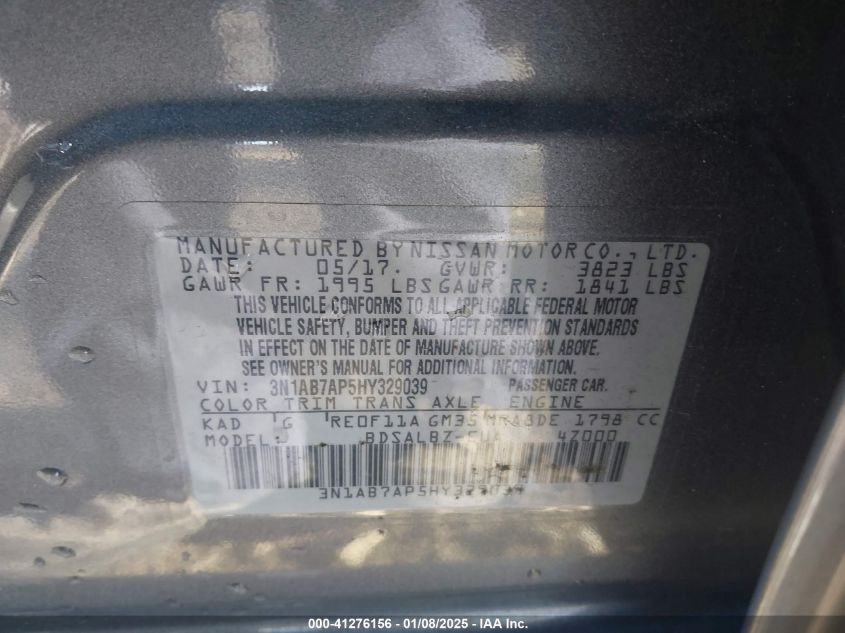 MANUFACTURED BY NISSAN MOTOR CO., LTD.
DATE: 05/17. GVWR: 3823 LBS
GAWR FR: 1995 LBS GAWR RR: 1841 LBS
THIS VEHICLE CONFORMS TO ALL APPLICABLE FEDERAL MOTOR
VEHICLE SAFETY, BUMPER AND THEFT PREVENTION STANDARDS
IN EFFECT ON THE DATE OF MANUFACTURE SHOWN ABOVE.
SEE OWNER'S MANUAL FOR ADDITIONAL INFORMATION.
VIN: 3N1AB7AP5HY329039 PASSENGER CAR.
COLOR TRIM TRANS AXLE ENGINE
KAD G RE0F11A GM35 MRA8DE 1798 CC
MODEL: 4Z000
3N1AB7AP5HY329039
000-41276156 - 01/08/2025 - IAA Inc.